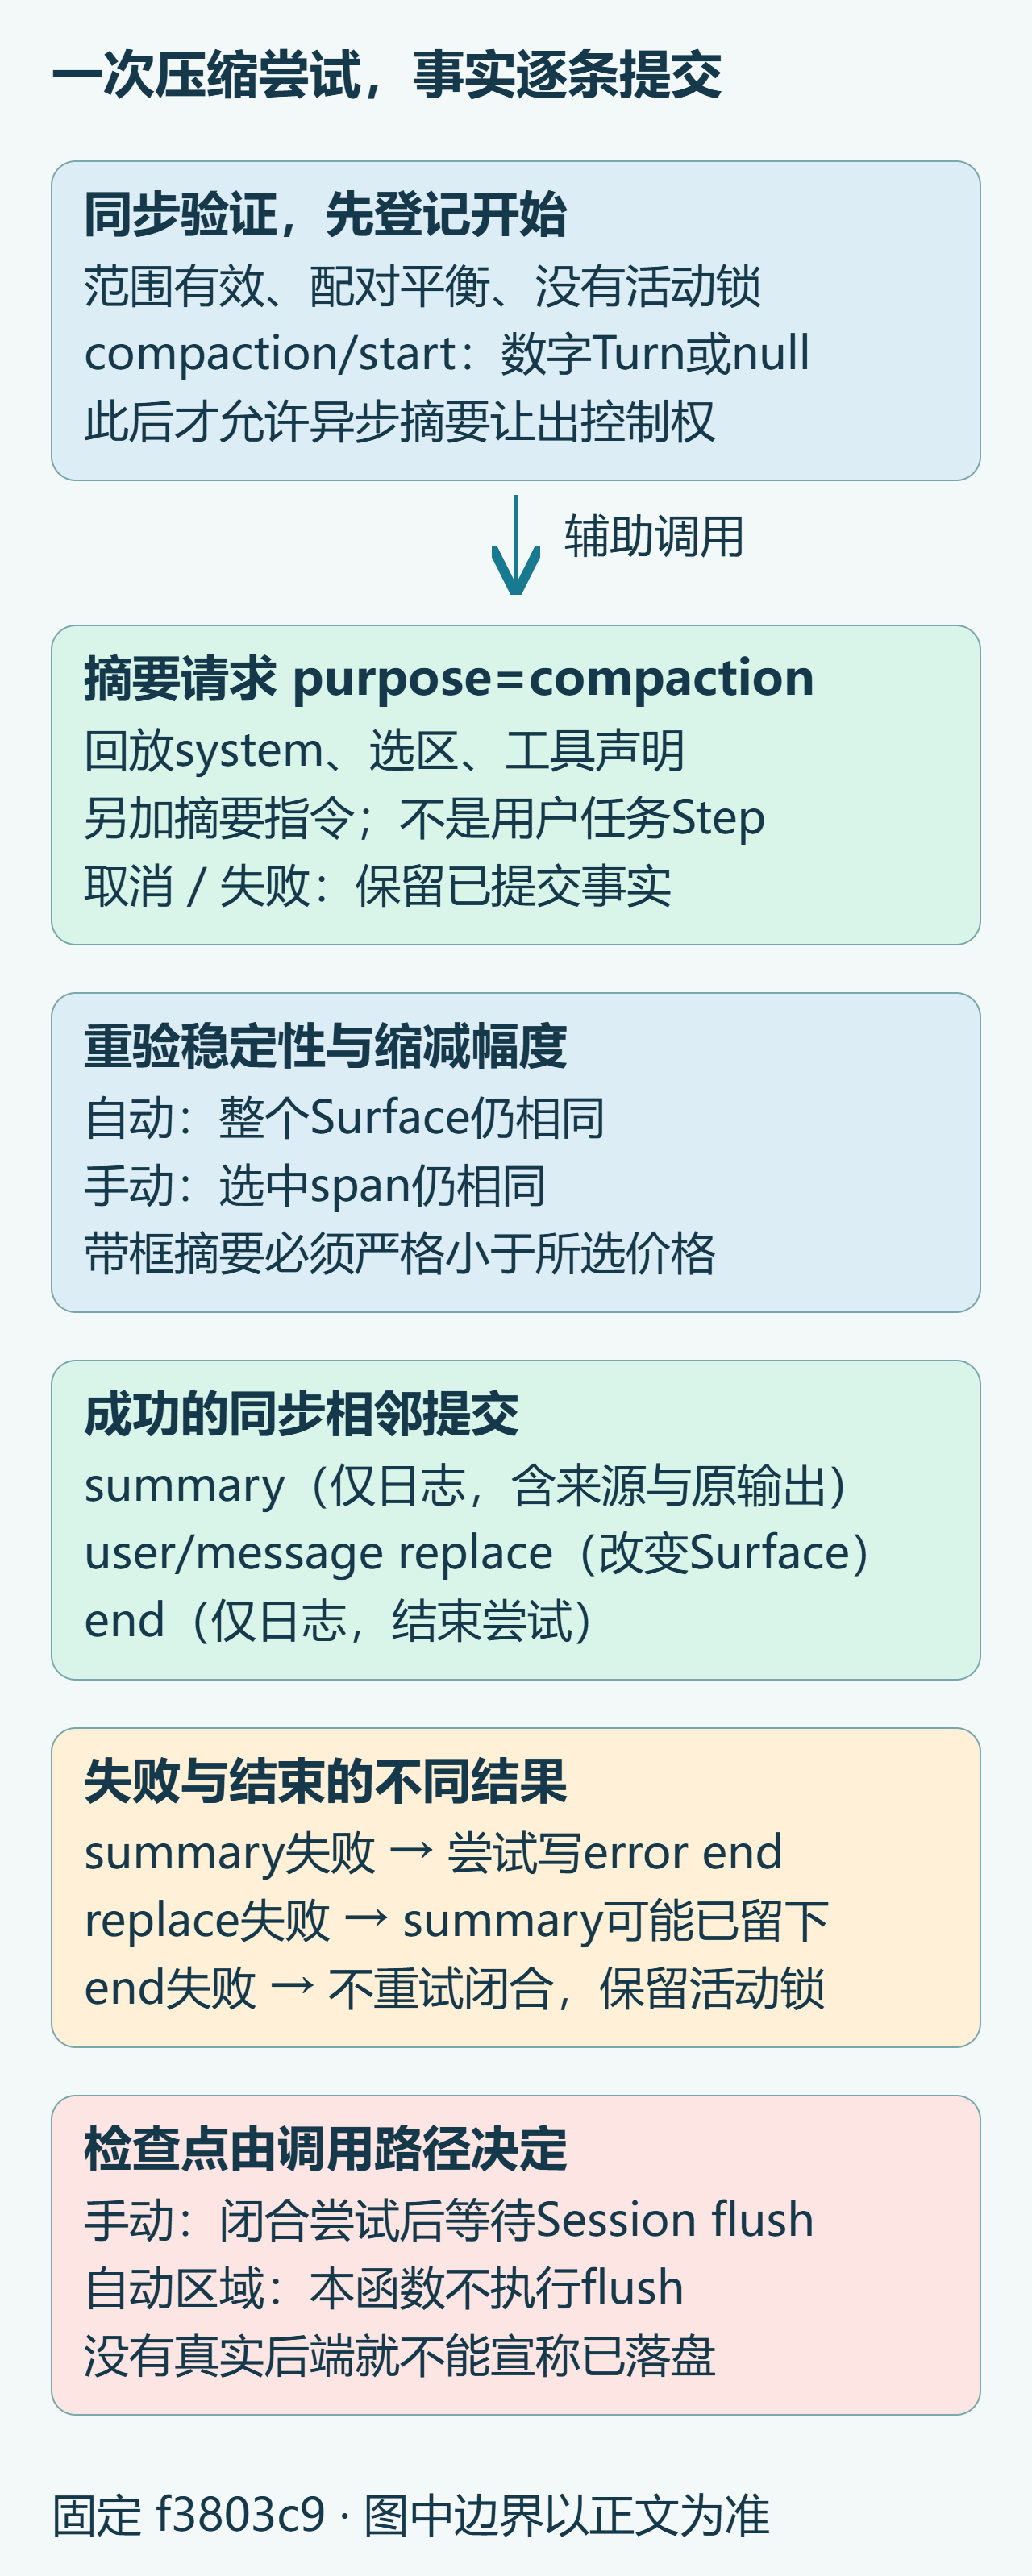 一次压缩尝试，事实逐条提交
同步验证，先登记开始
范围有效、配对平衡、没有活动锁
compaction/start：数字Turn或null
此后才允许异步摘要让出控制权
辅助调用
摘要请求 purpose=compaction
回放system、选区、工具声明
另加摘要指令；不是用户任务Step
取消 / 失败：保留已提交事实
重验稳定性与缩减幅度
自动：整个Surface仍相同
手动：选中span仍相同
带框摘要必须严格小于所选价格
成功的同步相邻提交
summary（仅日志，含来源与原输出）
user/message replace（改变Surface）
end（仅日志，结束尝试）
失败与结束的不同结果
summary失败 → 尝试写error end
replace失败 → summary可能已留下
end失败 → 不重试闭合，保留活动锁
检查点由调用路径决定
手动：闭合尝试后等待Session flush
自动区域：本函数不执行flush
没有真实后端就不能宣称已落盘
固定 f3803c9 · 图中边界以正文为准